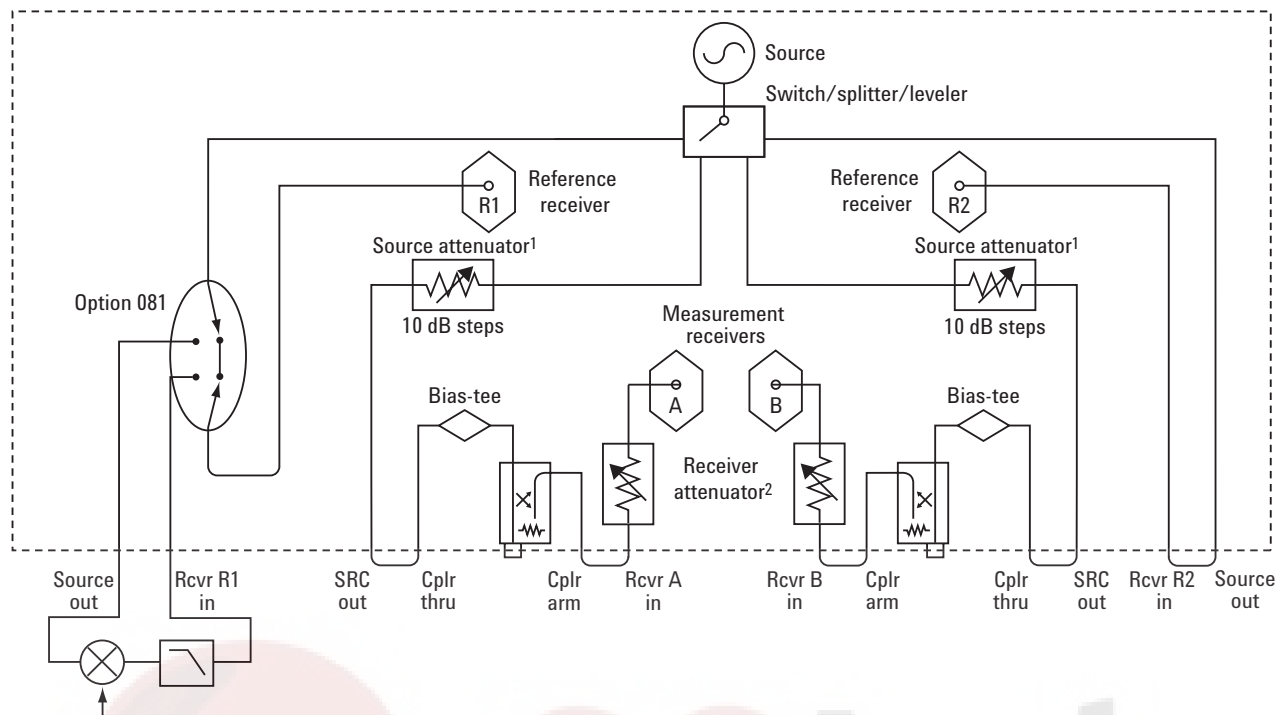 Source
Switch/splitter/leveler
R1
Reference
receiver
Reference
receiver
R2
Source attenuator1
10 dB steps
Source attenuator1
10 dB steps
Option 081
Measurement
receivers
A
B
Bias-tee
Bias-tee
Receiver
attenuator2
Source
out
Rcvr R1
in
SRC
out
Cplr
thru
Cplr
arm
Rcvr A
in
Rcvr B
in
Cplr
arm
Cplr
thru
SRC
out
Rcvr R2
in
Source
out